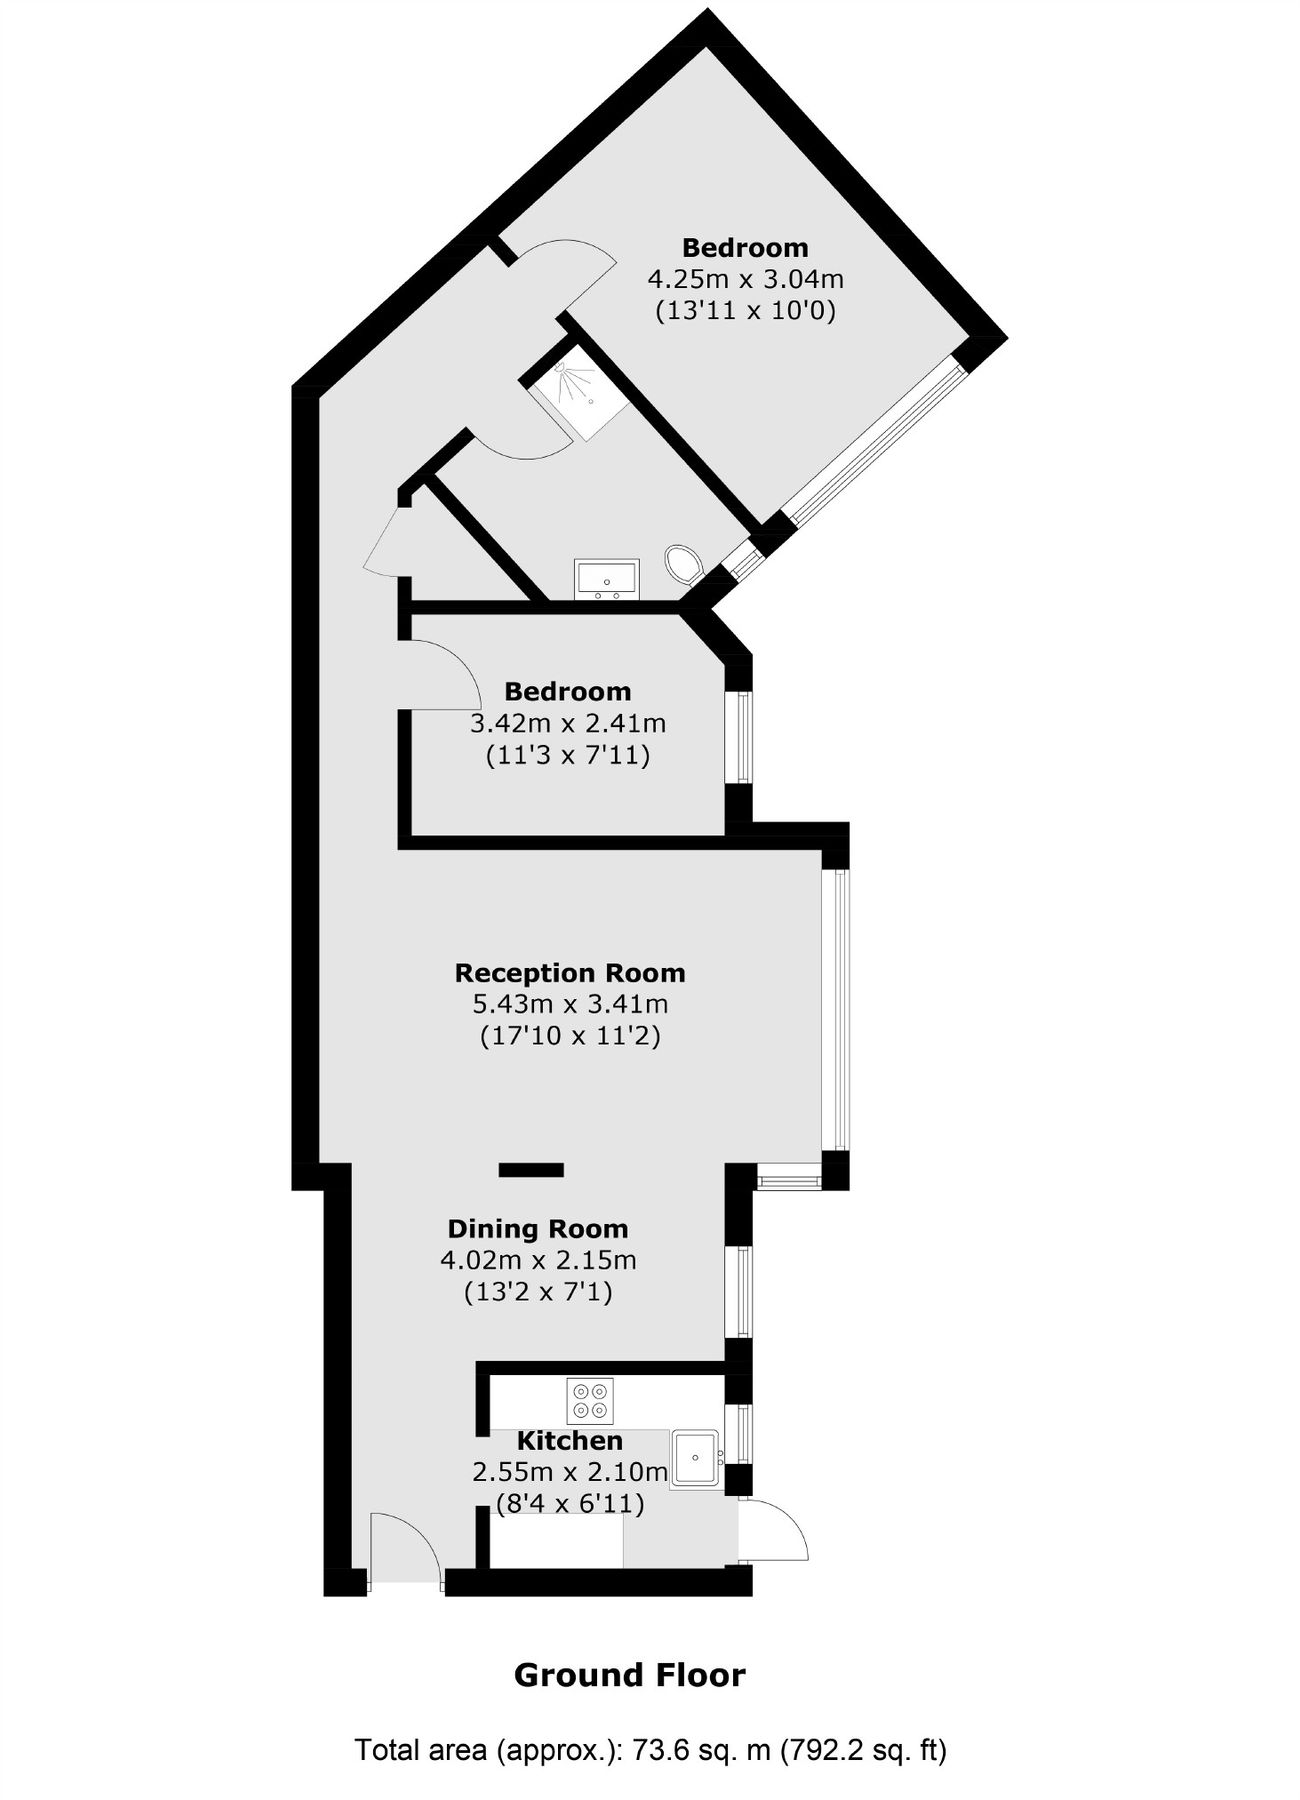 Bedroom
4.25m x 3.04m
(13'11 x 10'0)
Bedroom
3.42m x 2.41m
(11'3 x 7'11)
Reception Room
5.43m x 3.41m
(17'10 x 11'2)
Dining Room
4.02m x 2.15m
(13'2 x 7'1)
Kitchen
2.55m x 2.10m
(8'4 x 6'11)
Ground Floor
Total area (approx.): 73.6 sq. m (792.2 sq. ft)